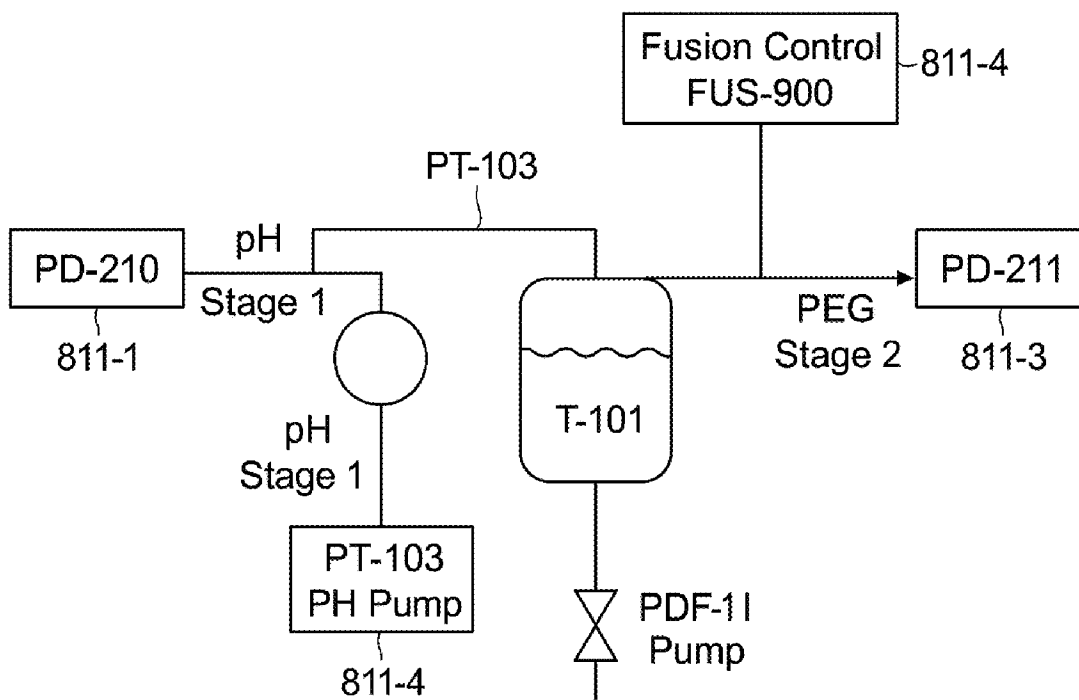 Fusion Control
FUS-900
811-4
PT-103
PD-210
pH
Stage 1
811-1
PD-211
PEG
Stage 2
811-3
T-101
pH
Stage 1
PT-103
PH Pump
811-4
PDF-1I
Pump